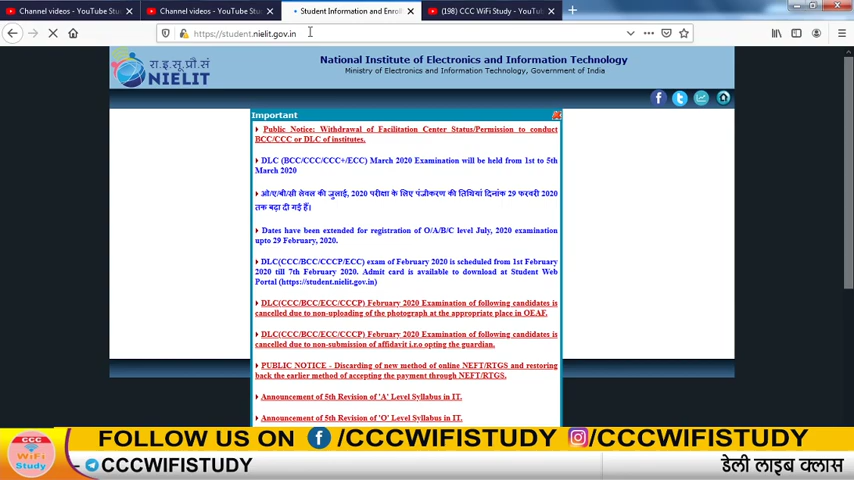 Channel videos - YouTube Stu
Channel videos - YouTube Stu
Student Information and Enrol
(198) CCC WiFi Study - YouTu
https://student.nielit.gov.in
रा.इ.सू.प्रौ.सं
NIELIT
National Institute of Electronics and Information Technology
Ministry of Electronics and Information Technology, Government of India
Important
Public Notice: Withdrawal of Facilitation Center Status/Permission to conduct
BCC/CCC or DLC of institutes.
DLC (BCC/CCC/CCC+/ECC) March 2020 Examination will be held from 1st to 5th
March 2020
ओ/ए/बी/सी लेवल की जुलाई, 2020 परीक्षा के लिए पंजीकरण की तिथियां दिनांक 29 फरवरी 2020
तक बढ़ा दी गई हैं।
Dates have been extended for registration of O/A/B/C level July, 2020 examination
upto 29 February, 2020.
DLC(CCC/BCC/CCCP/ECC) exam of February 2020 is scheduled from 1st February
2020 till 7th February 2020. Admit card is available to download at Student Web
Portal (https://student.nielit.gov.in)
DLC(CCC/BCC/ECC/CCCP) February 2020 Examination of following candidates is
cancelled due to non-uploading of the photograph at the appropriate place in OEAF.
DLC(CCC/BCC/ECC/CCCP) February 2020 Examination of following candidates is
cancelled due to non-submission of affidavit i.r.o opting the guardian.
PUBLIC NOTICE - Discarding of new method of online NEFT/RTGS and restoring
back the earlier method of accepting the payment through NEFT/RTGS.
Announcement of 5th Revision of 'A' Level Syllabus in IT.
Announcement of 5th Revision of 'O' Level Syllabus in IT.
CCC
WiFi
Study
FOLLOW US ON f /CCCWIFISTUDY /CCCWIFISTUDY
- CCCWIFISTUDY
डेली लाइब क्लास